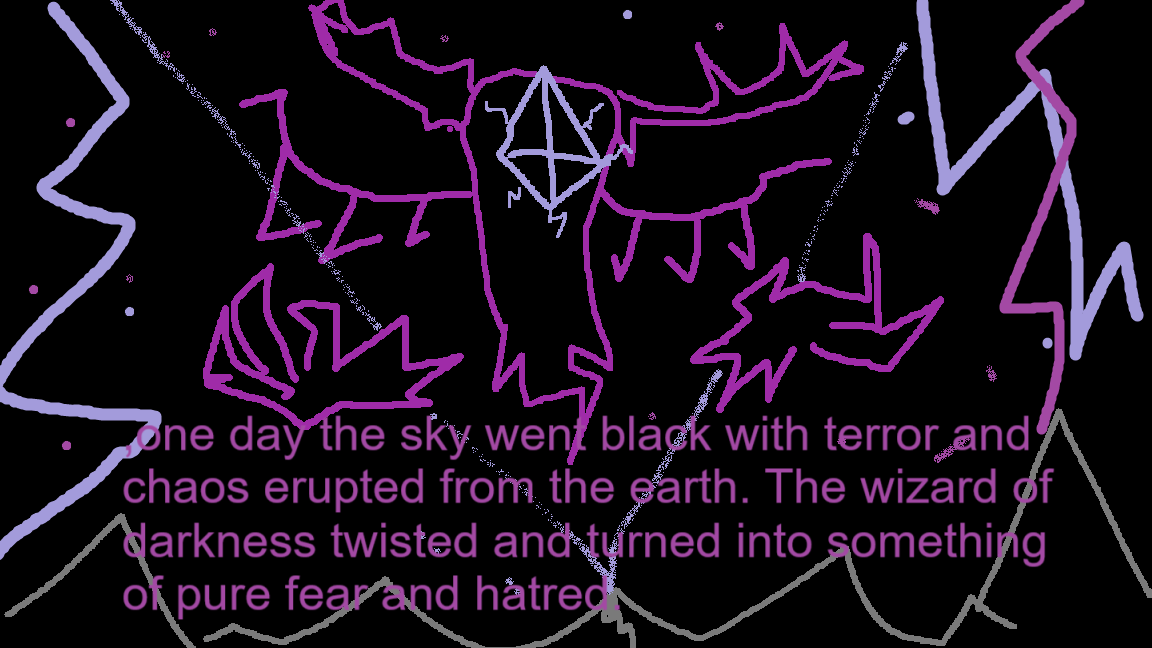 ,one day the sky went black with terror and
chaos erupted from the earth. The wizard of
darkness twisted and turned into something
of pure fear and hatred.